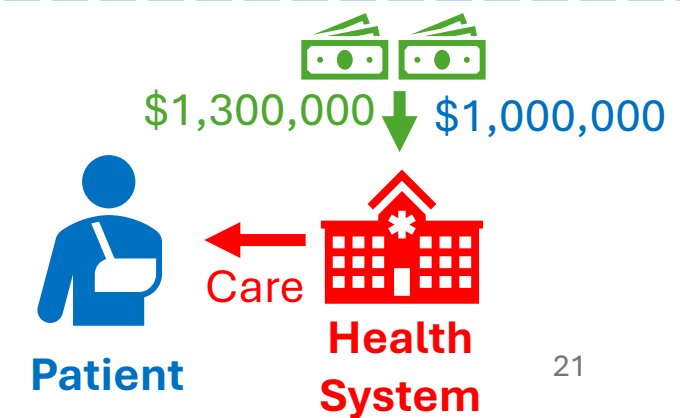 $1,300,000
$1,000,000
Care
Health
System
Patient
21